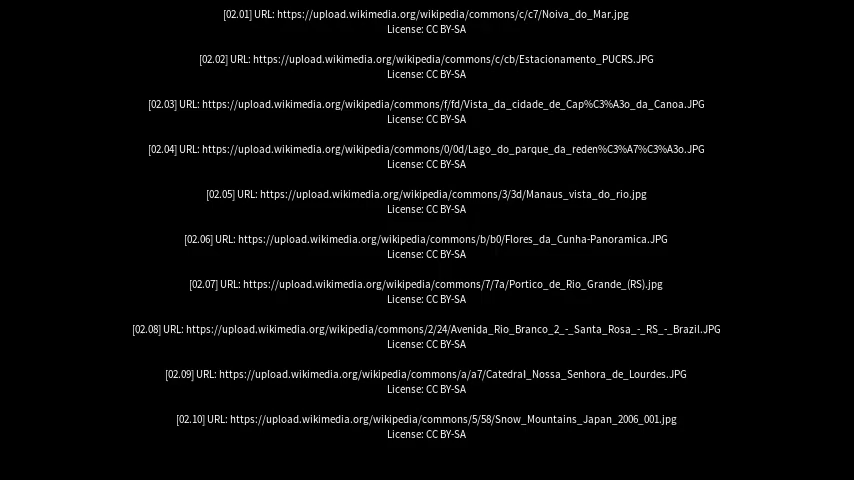 [02.01] URL: https://upload.wikimedia.org/wikipedia/commons/c/c7/Noiva_do_Mar.jpg
License: CC BY-SA
[02.02] URL: https://upload.wikimedia.org/wikipedia/commons/c/cb/Estacionamento_PUCRS.JPG
License: CC BY-SA
[02.03] URL: https://upload.wikimedia.org/wikipedia/commons/f/fd/Vista_da_cidade_de_Cap%C3%A3o_da_Canoa.JPG
License: CC BY-SA
[02.04] URL: https://upload.wikimedia.org/wikipedia/commons/0/0d/Lago_do_parque_da_reden%C3%A7%C3%A3o.JPG
License: CC BY-SA
[02.05] URL: https://upload.wikimedia.org/wikipedia/commons/3/3d/Manaus_vista_do_rio.jpg
License: CC BY-SA
[02.06] URL: https://upload.wikimedia.org/wikipedia/commons/b/b0/Flores_da_Cunha-Panoramica.JPG
License: CC BY-SA
[02.07] URL: https://upload.wikimedia.org/wikipedia/commons/7/7a/Portico_de_Rio_Grande_(RS).jpg
License: CC BY-SA
[02.08] URL: https://upload.wikimedia.org/wikipedia/commons/2/24/Avenida_Rio_Branco_2_-_Santa_Rosa_-_RS_-_Brazil.JPG
License: CC BY-SA
[02.09] URL: https://upload.wikimedia.org/wikipedia/commons/a/a7/Catedral_Nossa_Senhora_de_Lourdes.JPG
License: CC BY-SA
[02.10] URL: https://upload.wikimedia.org/wikipedia/commons/5/58/Snow_Mountains_Japan_2006_001.jpg
License: CC BY-SA